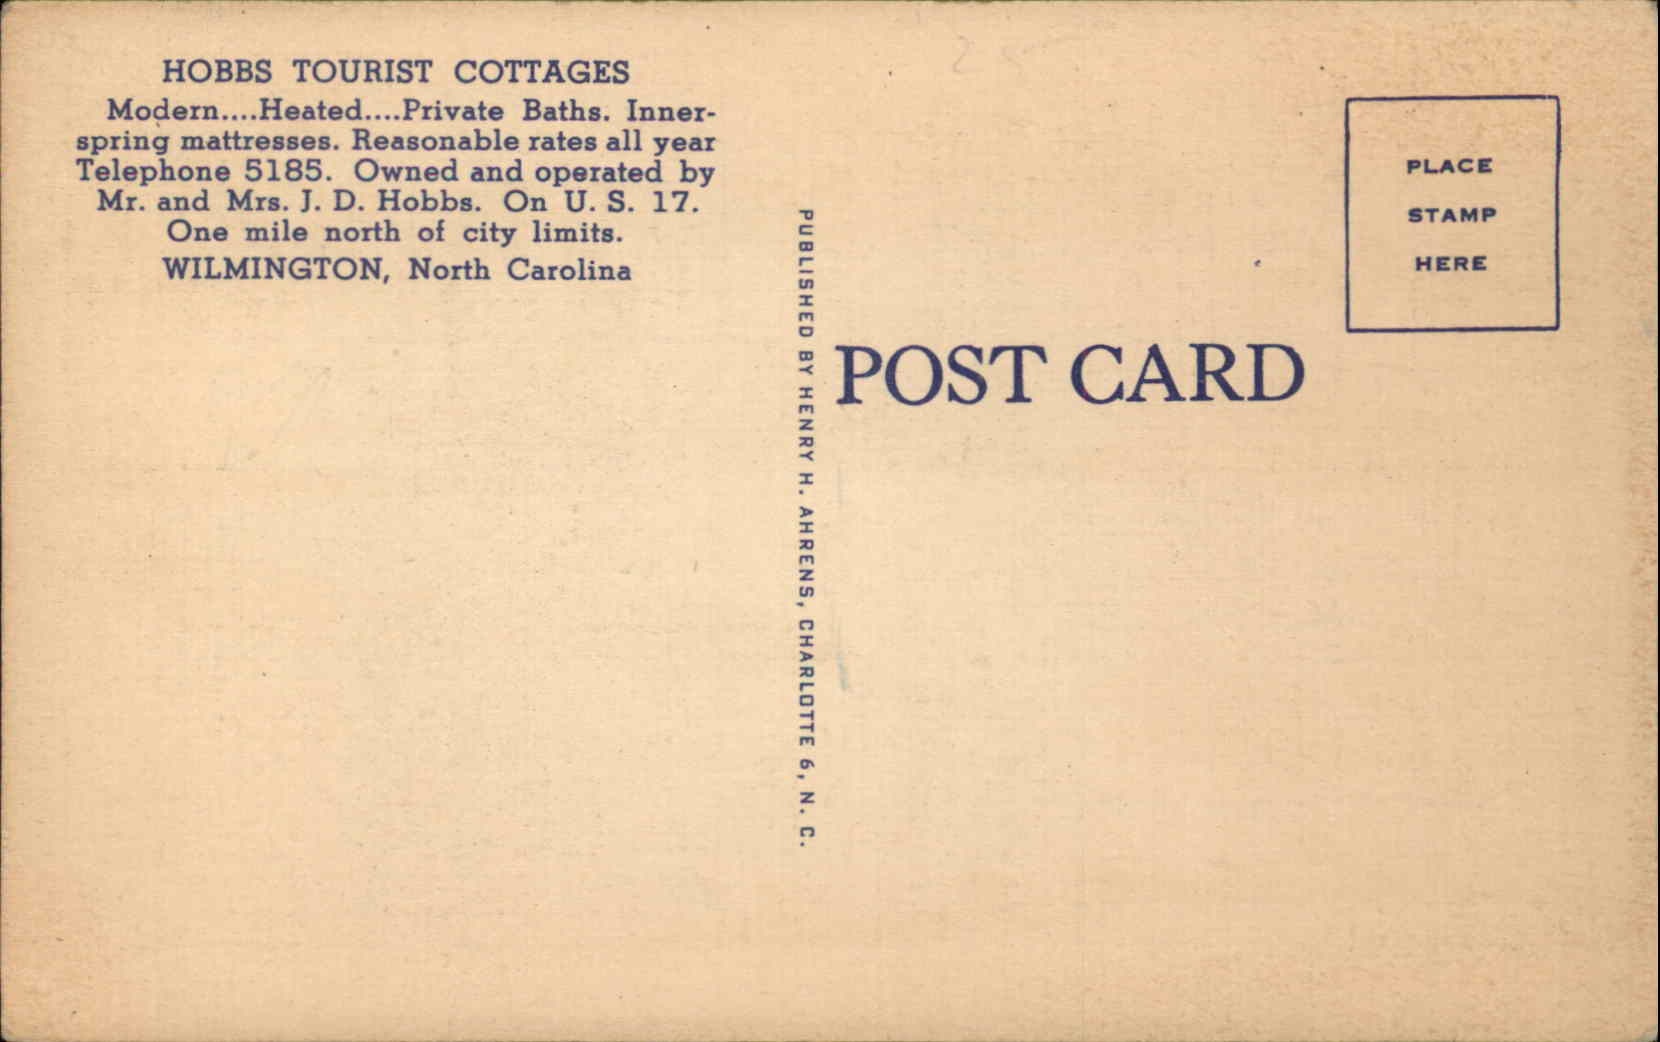 HOBBS TOURIST COTTAGES
Modern....Heated....Private Baths. Inner-
spring mattresses. Reasonable rates all year
Telephone 5185. Owned and operated by
Mr. and Mrs. J. D. Hobbs. On U. S. 17.
One mile north of city limits.
WILMINGTON, North Carolina
PUBLISHED BY HENRY H. AHRENS, CHARLOTTE 6, N. C.
POST CARD
PLACE
STAMP
HERE